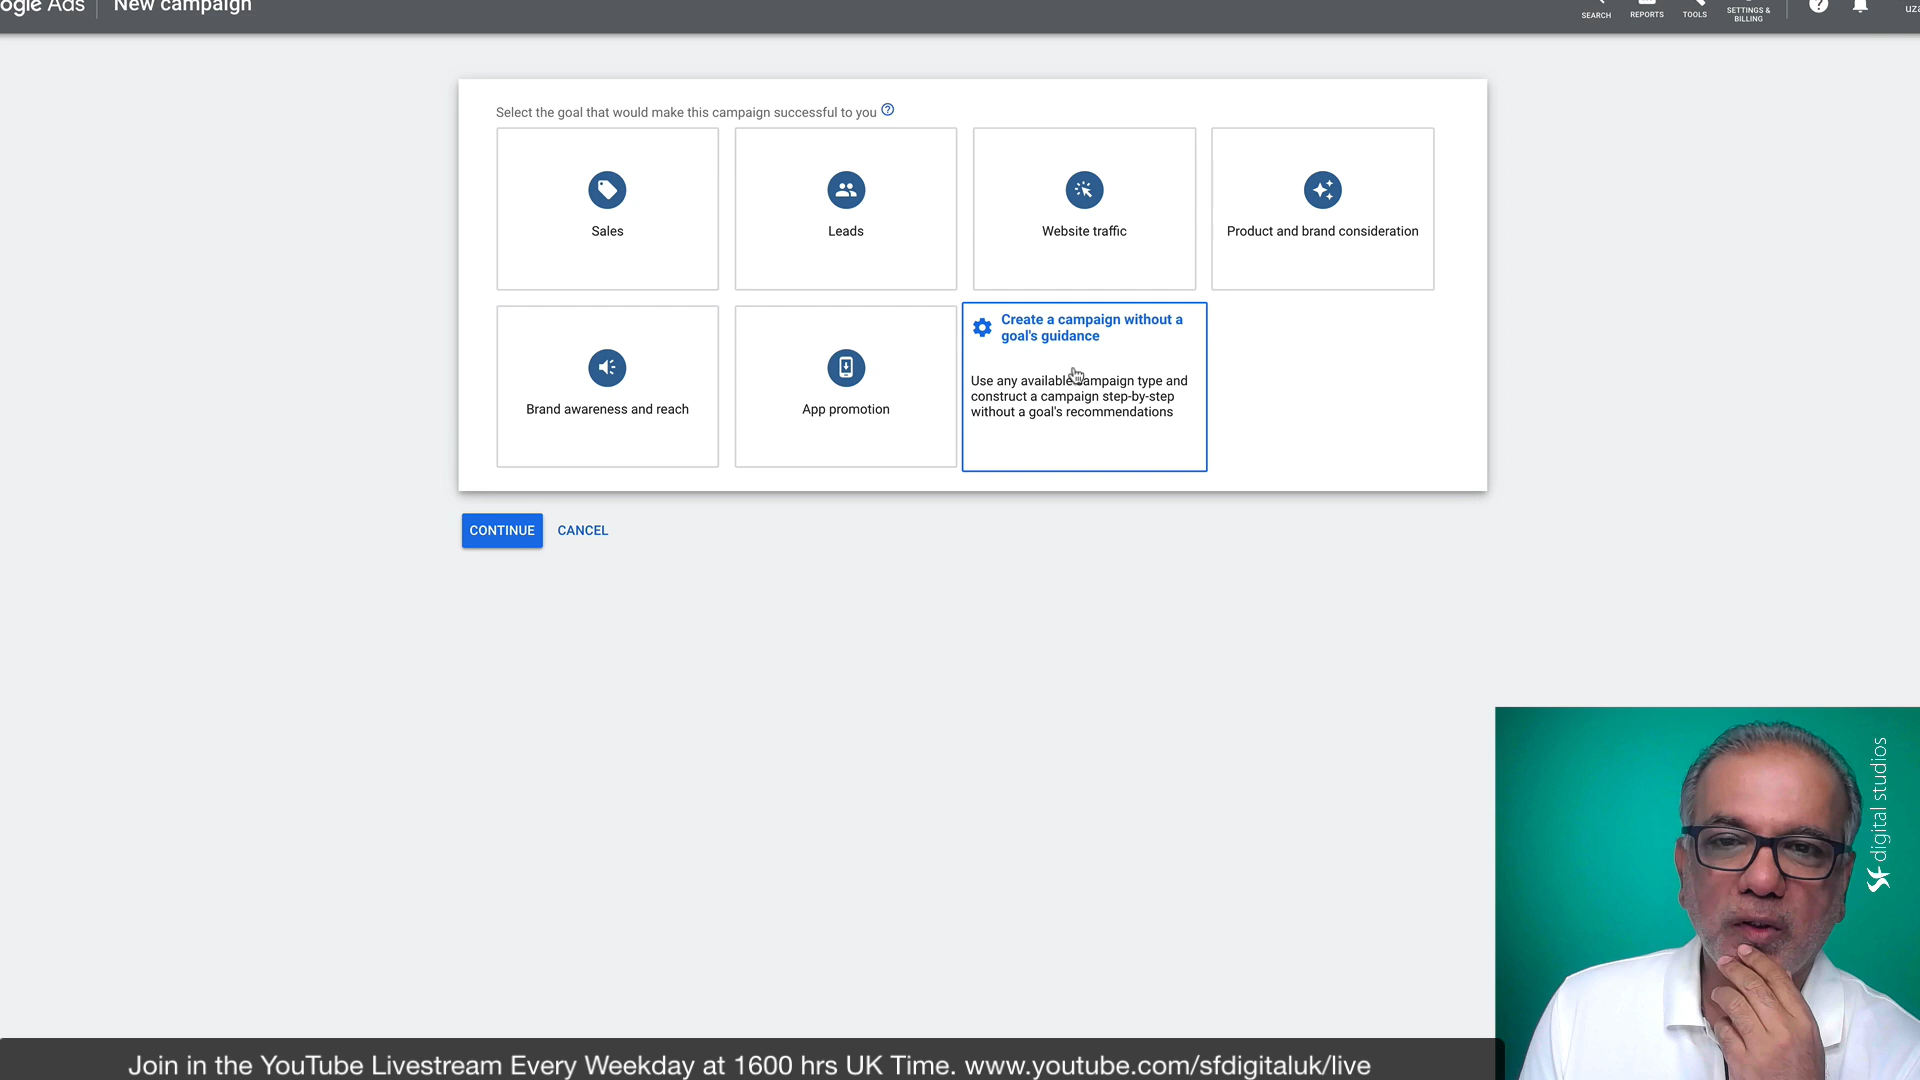 ogle Ads
New campaign
SEARCH
REPORTS
TOOLS
SETTINGS &
BILLING
Select the goal that would make this campaign successful to you
Sales
Leads
Website traffic
Product and brand consideration
Brand awareness and reach
App promotion
Create a campaign without a
goal's guidance
Use any available campaign type and
construct a campaign step-by-step
without a goal's recommendations
CONTINUE
CANCEL
digital studios
Join in the YouTube Livestream Every Weekday at 1600 hrs UK Time. www.youtube.com/sfdigitaluk/live